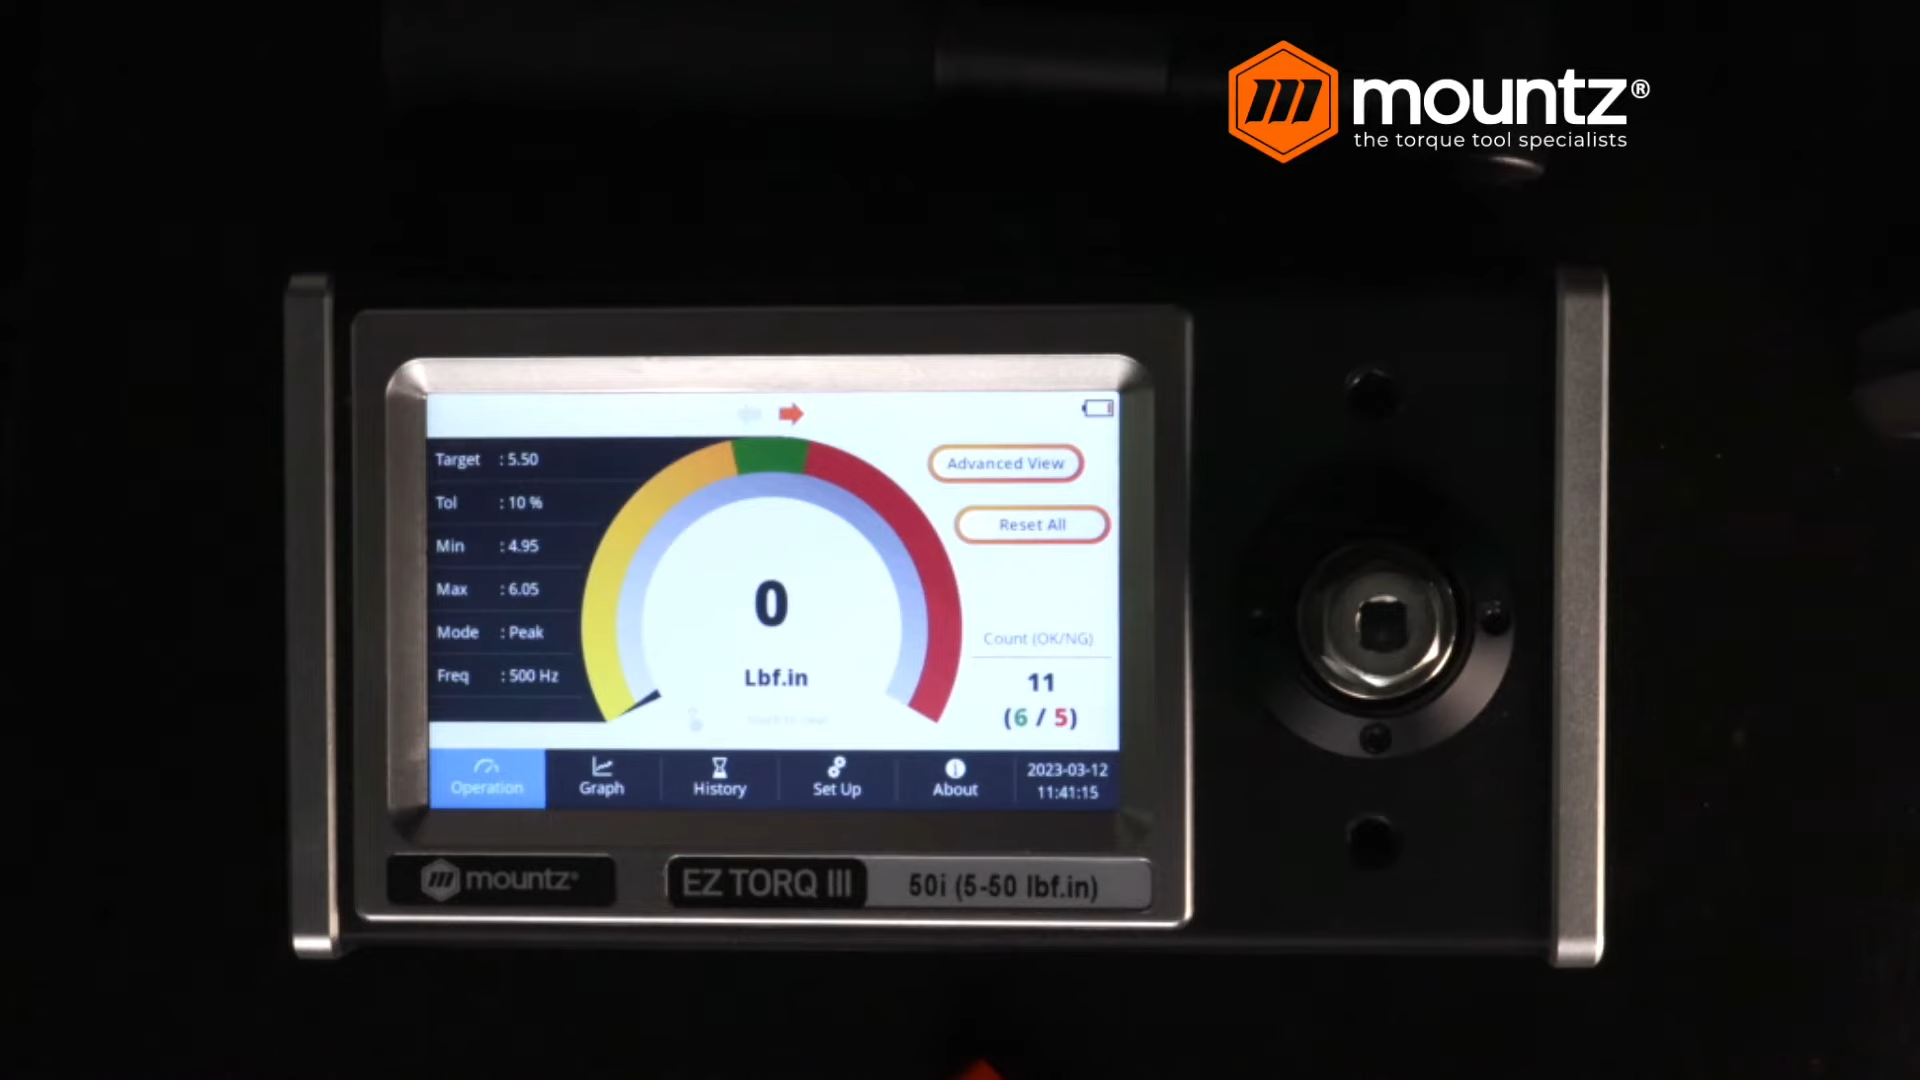 mountz®
the torque tool specialists
Target : 5.50
Tol : 10 %
Min : 4.95
Max : 6.05
Mode : Peak
Freq : 500 Hz
Advanced View
Reset All
0
Lbf.in
Count (OK/NG)
11
(6 / 5)
Operation
Graph
History
Set Up
About
2023-03-12
11:41:15
mountz®
EZ TORQ III
50i (5-50 lbf.in)